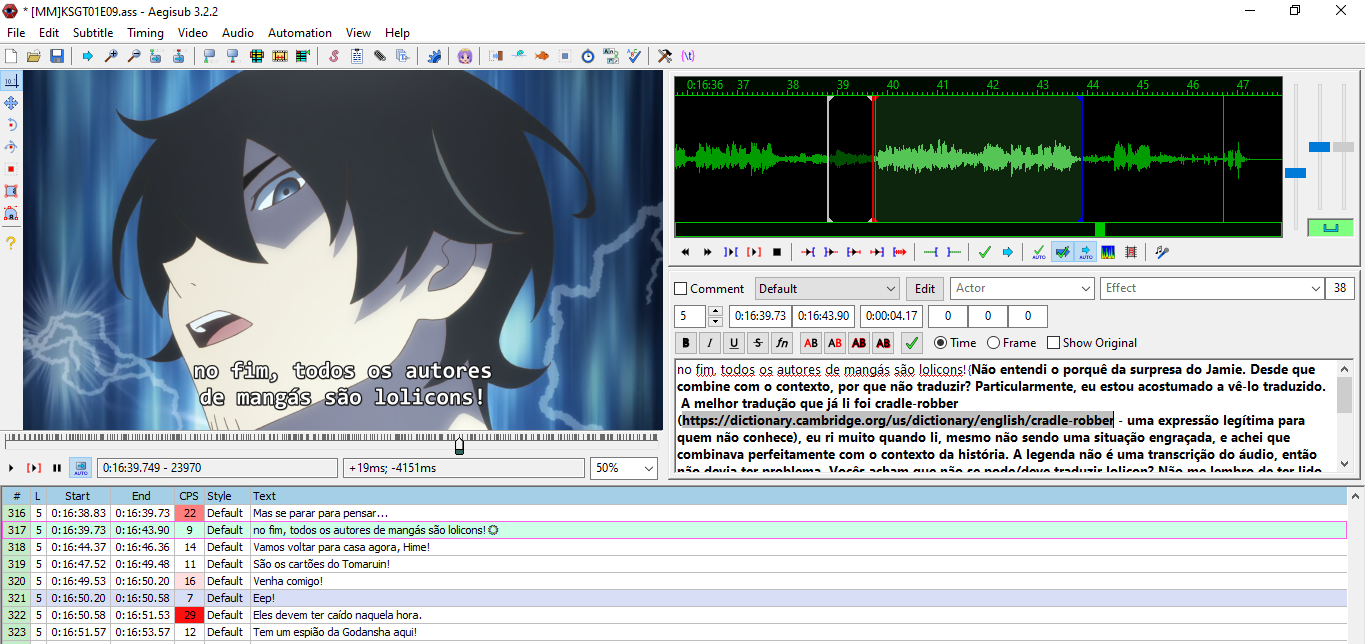 * [MM]KSGT01E09.ass - Aegisub 3.2.2
File Edit Subtitle Timing Video Audio Automation View Help
0:16:36 37 38 39 40 41 42 43 44 45 46 47
no fim, todos os autores
de mangás são lolicons!
AUTO AUTO
Comment Default Edit Actor Effect 38
5 0:16:39.73 0:16:43.90 0:00:04.17 0 0 0
B I U S fn AB AB AB AB Time Frame Show Original
no fim, todos os autores de mangás são lolicons!{Não entendi o porquê da surpresa do Jamie. Desde que
combine com o contexto, por que não traduzir? Particularmente, eu estou acostumado a vê-lo traduzido.
A melhor tradução que já li foi cradle-robber
(https://dictionary.cambridge.org/us/dictionary/english/cradle-robber - uma expressão legítima para
quem não conhece), eu ri muito quando li, mesmo não sendo uma situação engraçada, e achei que
combinava perfeitamente com o contexto da história. A legenda não é uma transcrição do áudio, então
não devia ter problema. Vocês acham que não se pode/deve traduzir lolicon? Não me lembro de ter lido
AUTO 0:16:39.749 - 23970 +19ms; -4151ms 50%
# L Start End CPS Style Text
316 5 0:16:38.83 0:16:39.73 22 Default Mas se parar para pensar...
317 5 0:16:39.73 0:16:43.90 9 Default no fim, todos os autores de mangás são lolicons!
318 5 0:16:44.37 0:16:46.36 14 Default Vamos voltar para casa agora, Hime!
319 5 0:16:47.52 0:16:49.48 11 Default São os cartões do Tomaruin!
320 5 0:16:49.53 0:16:50.20 16 Default Venha comigo!
321 5 0:16:50.20 0:16:50.58 7 Default Eep!
322 5 0:16:50.58 0:16:51.53 29 Default Eles devem ter caído naquela hora.
323 5 0:16:51.57 0:16:53.57 12 Default Tem um espião da Godansha aqui!